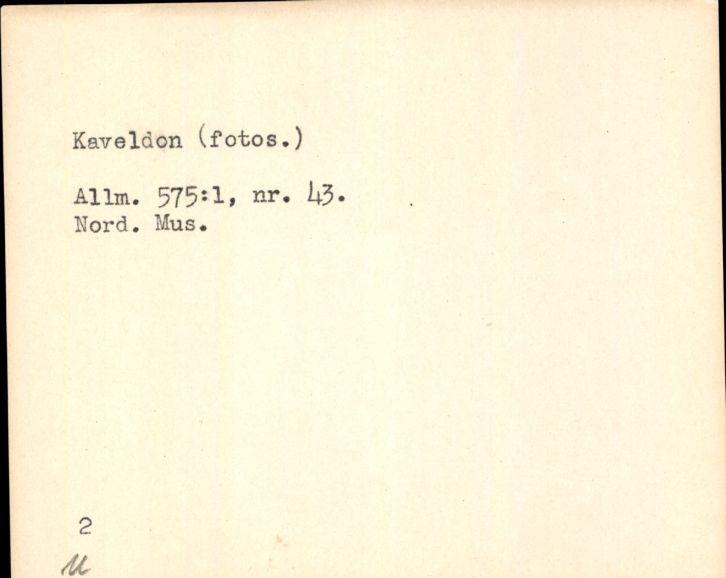 Kaveldon (fotos.)
Allm. 575:1, nr. 43.
Nord. Mus.
2